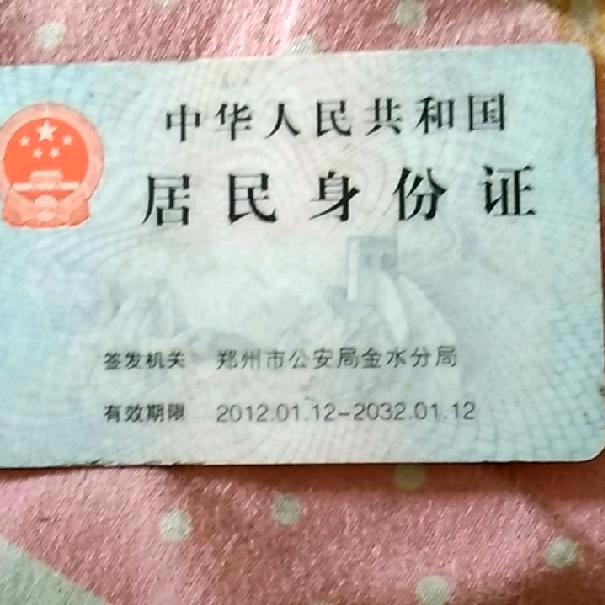 中华人民共和国
居民身份证
签发机关 郑州市公安局金水分局
有效期限 2012.01.12-2032.01.12